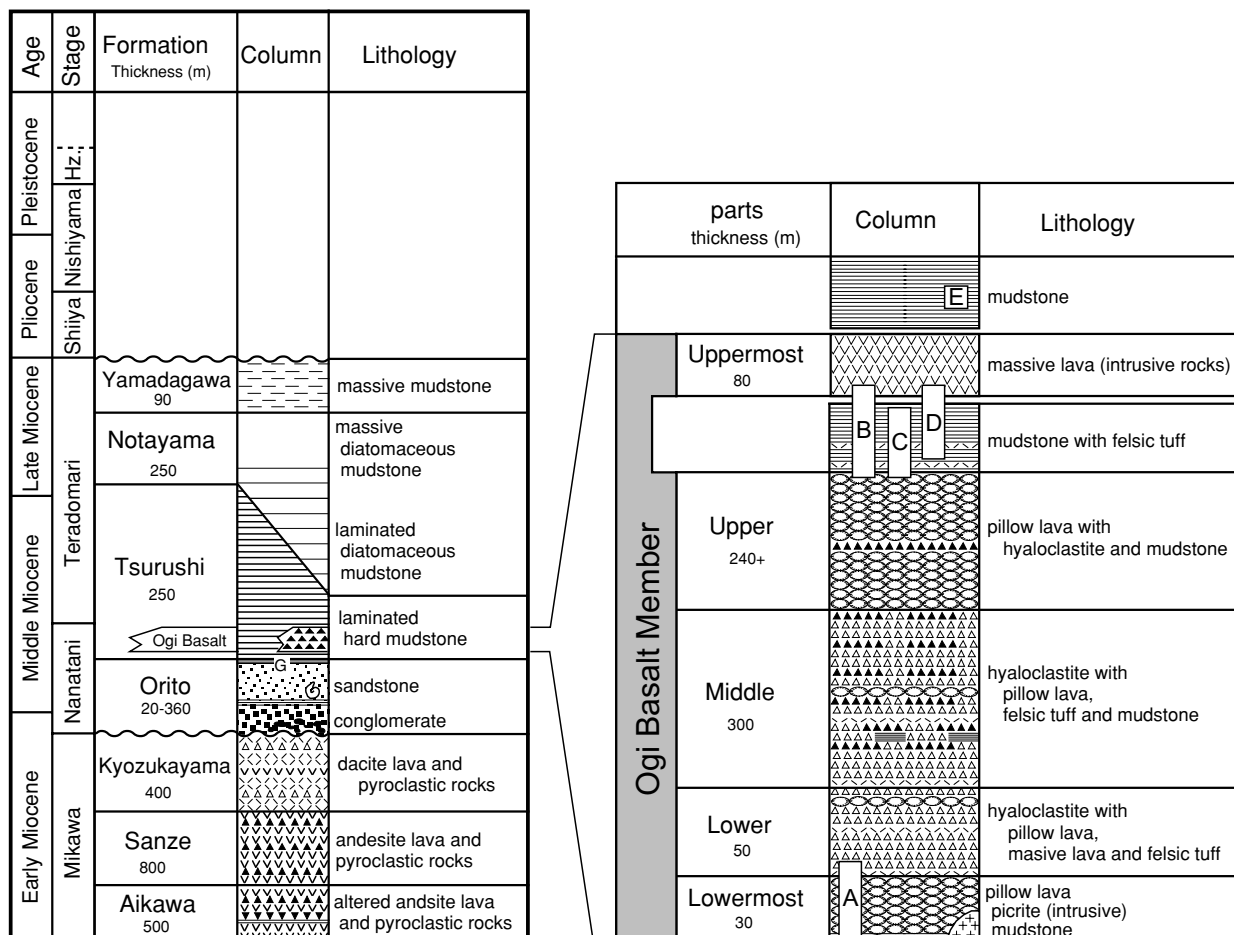 Age
Stage
Formation
Thickness (m)
Column
Lithology
Pleistocene
Pliocene
Late Miocene
Middle Miocene
Early Miocene
Hz.
Nishiyama
Shiiya
Teradomari
Nanatani
Mikawa
Yamadagawa
90
massive mudstone
Notayama
250
massive
diatomaceous
mudstone
laminated
diatomaceous
mudstone
Tsurushi
250
laminated
hard mudstone
Ogi Basalt
G
Orito
20-360
sandstone
conglomerate
Kyozukayama
400
dacite lava and
pyroclastic rocks
Sanze
800
andesite lava and
pyroclastic rocks
Aikawa
500
altered andsite lava
and pyroclastic rocks
parts
thickness (m)
Column
Lithology
E
mudstone
Ogi Basalt Member
Uppermost
80
massive lava (intrusive rocks)
B
C
D
mudstone with felsic tuff
Upper
240+
pillow lava with
hyaloclastite and mudstone
Middle
300
hyaloclastite with
pillow lava,
felsic tuff and mudstone
Lower
50
hyaloclastite with
pillow lava,
masive lava and felsic tuff
Lowermost
30
A
pillow lava
picrite (intrusive)
mudstone